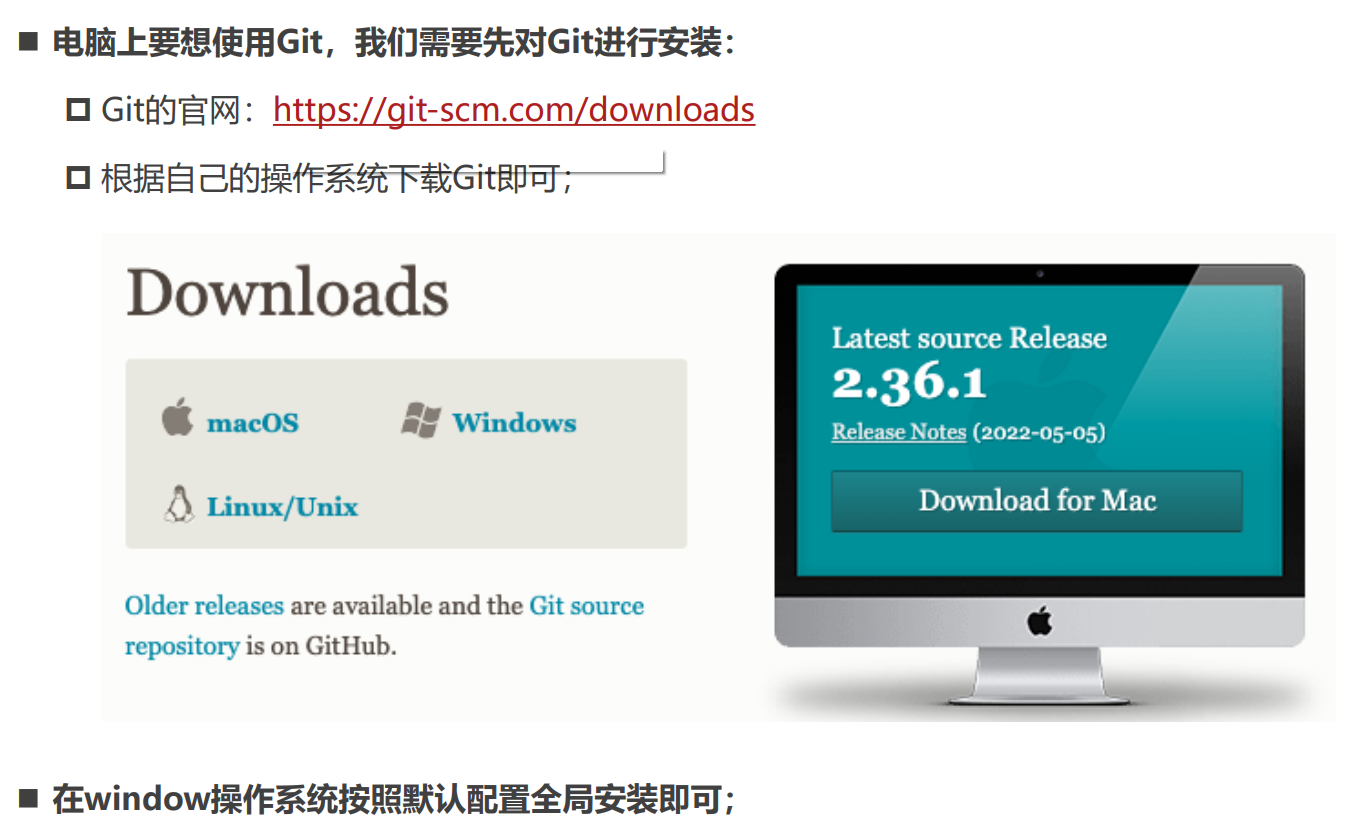 电脑上要想使用Git，我们需要先对Git进行安装：
Git的官网：https://git-scm.com/downloads
根据自己的操作系统下载Git即可；
Downloads
macOS
Windows
Linux/Unix
Older releases are available and the Git source
repository is on GitHub.
Latest source Release
2.36.1
Release Notes (2022-05-05)
Download for Mac
在window操作系统按照默认配置全局安装即可；